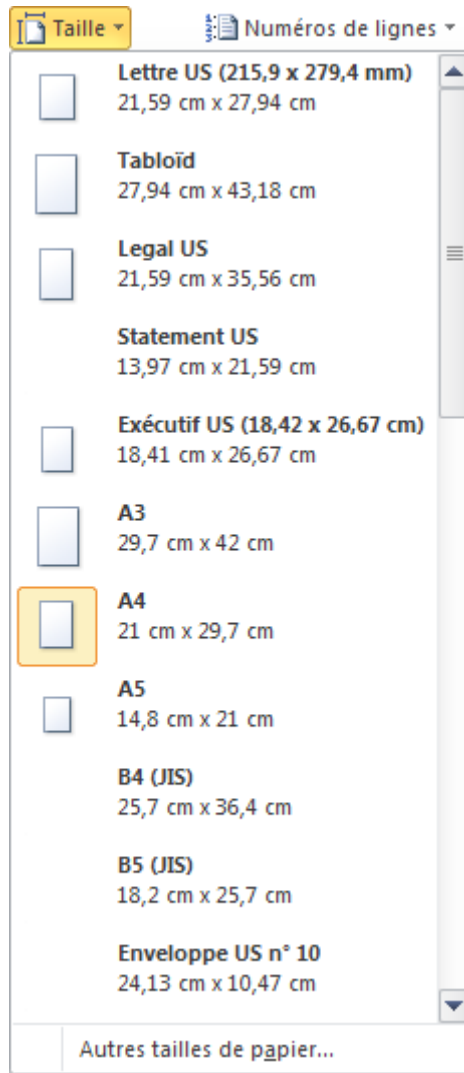 Taille
Numéros de lignes
Lettre US (215,9 x 279,4 mm)
21,59 cm x 27,94 cm
Tabloïd
27,94 cm x 43,18 cm
Legal US
21,59 cm x 35,56 cm
Statement US
13,97 cm x 21,59 cm
Exécutif US (18,42 x 26,67 cm)
18,41 cm x 26,67 cm
A3
29,7 cm x 42 cm
A4
21 cm x 29,7 cm
A5
14,8 cm x 21 cm
B4 (JIS)
25,7 cm x 36,4 cm
B5 (JIS)
18,2 cm x 25,7 cm
Enveloppe US n° 10
24,13 cm x 10,47 cm
Autres tailles de papier...